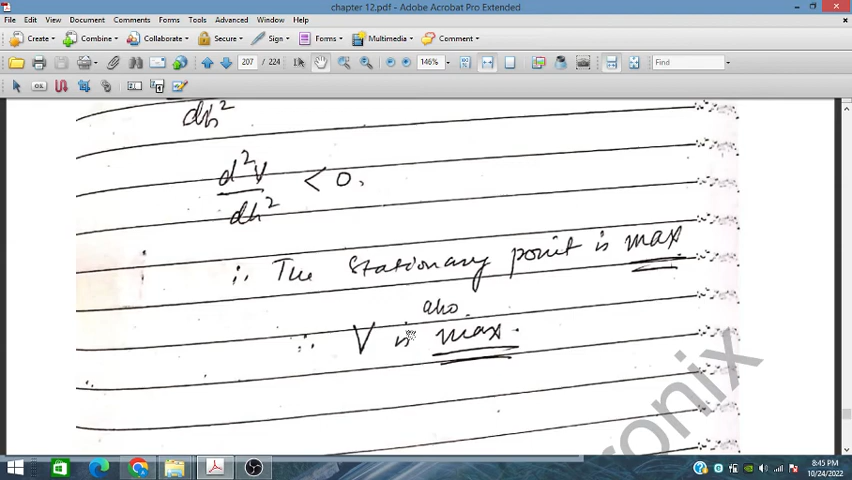 chapter 12.pdf - Adobe Acrobat Pro Extended
File Edit View Document Comments Forms Tools Advanced Window Help
Create Combine Collaborate Secure Sign Forms Multimedia Comment
207 / 224 146% Find
dh²
d²V
dh² < 0.
∴ The stationary point is max
also
∴ V is max.
ronix
8:45 PM
10/24/2022